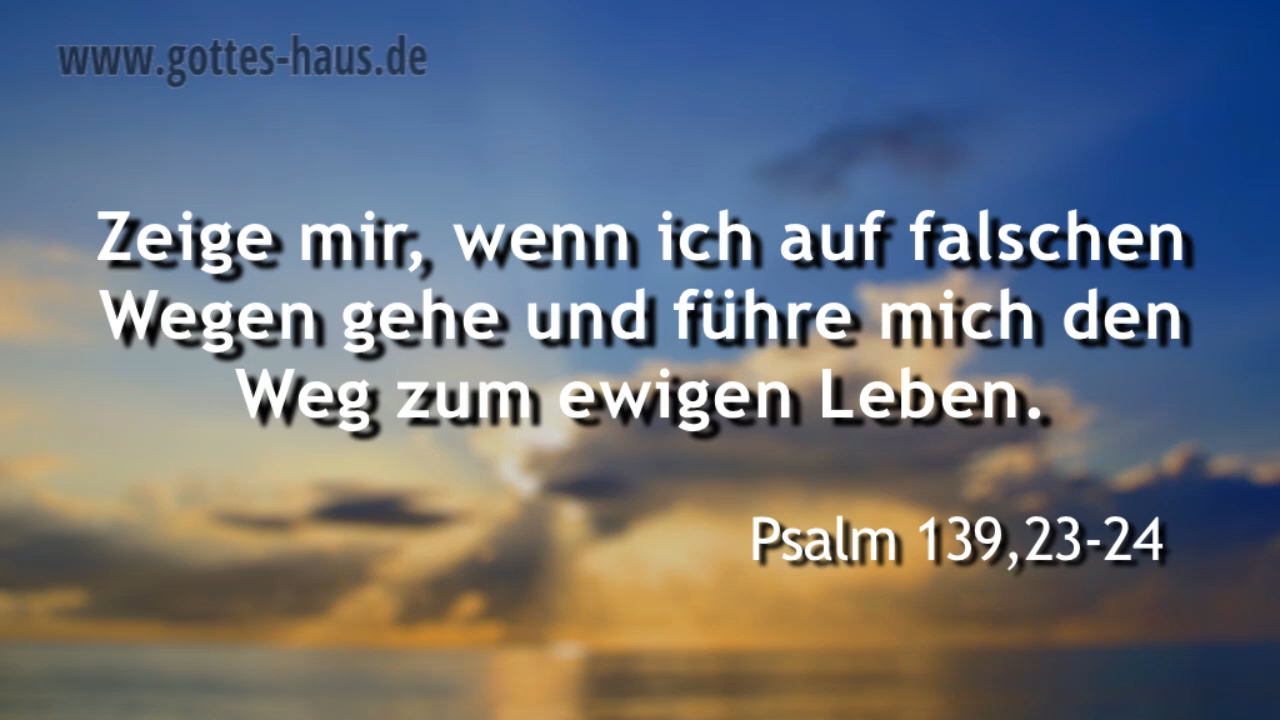 www.gottes-haus.de
Zeige mir, wenn ich auf falschen
Wegen gehe und führe mich den
Weg zum ewigen Leben.
Psalm 139,23-24